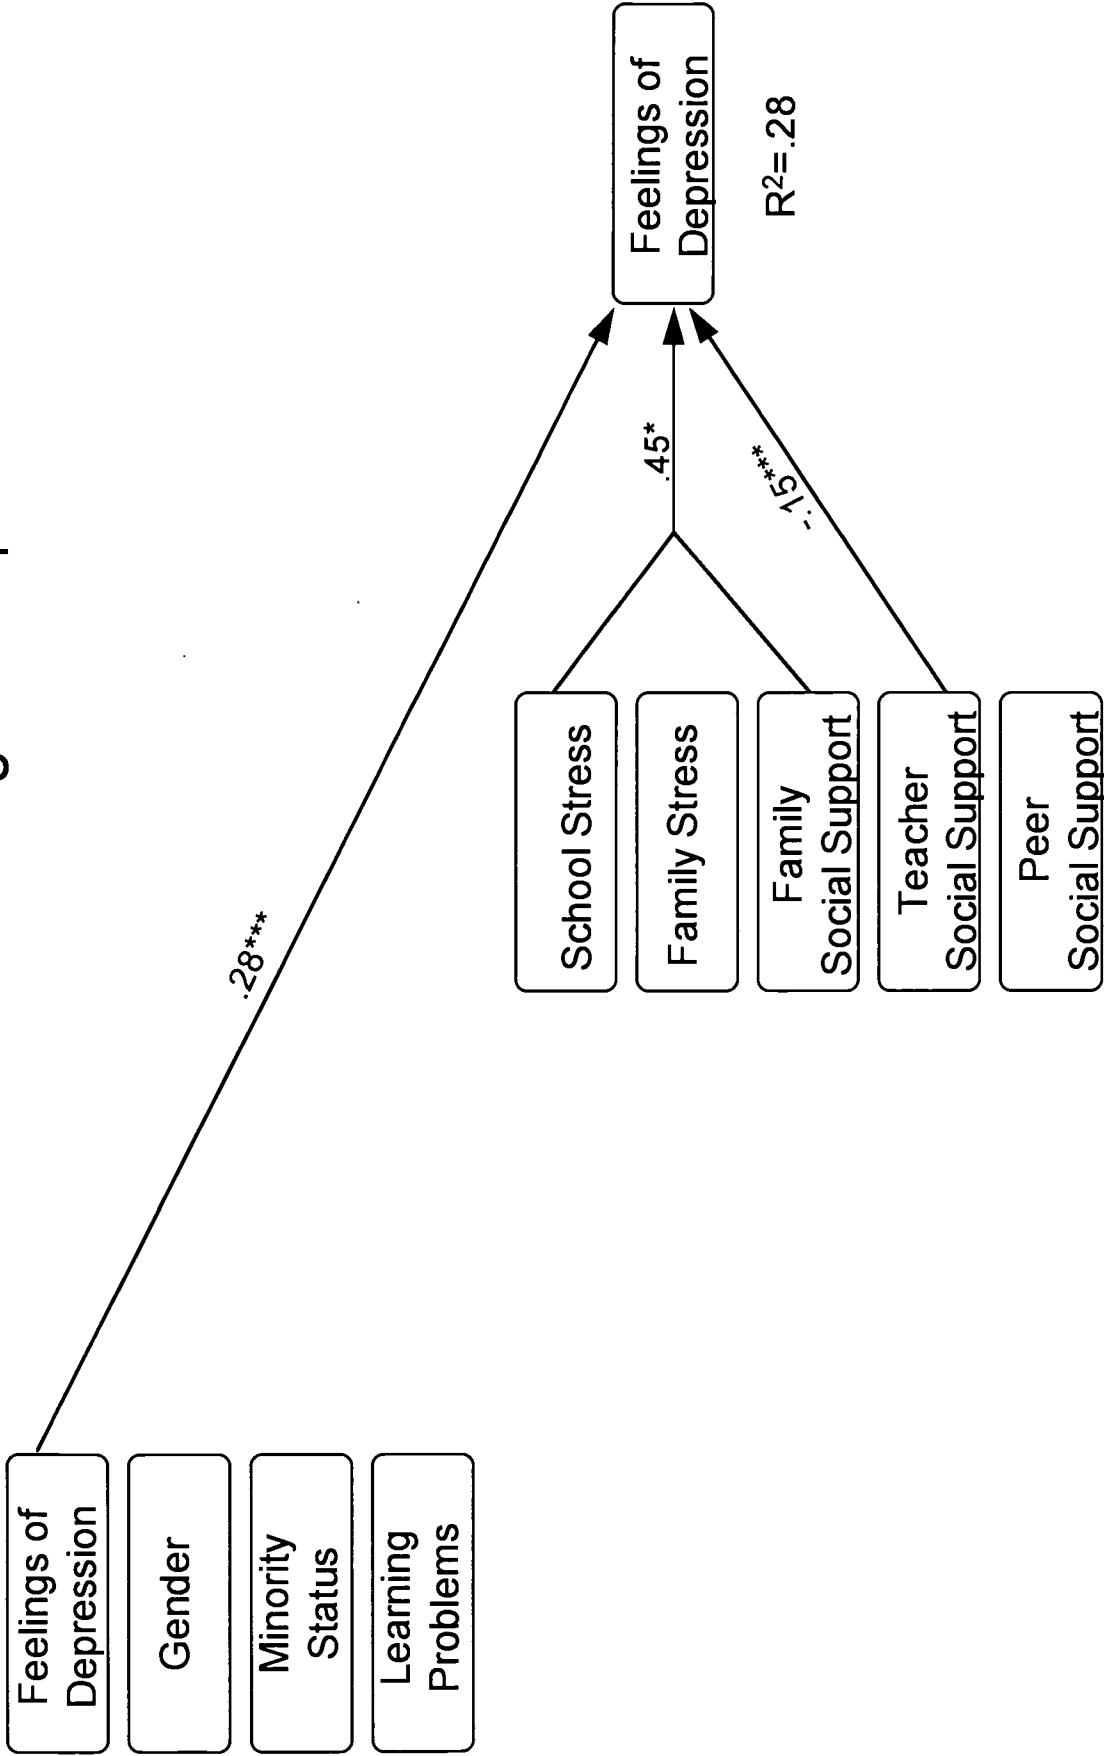 Feelings of
Depression
Gender
Minority
Status
Learning
Problems
.28***
School Stress
Family Stress
Family
Social Support
Teacher
Social Support
Peer
Social Support
.45*
-.15***
Feelings of
Depression
R²=.28